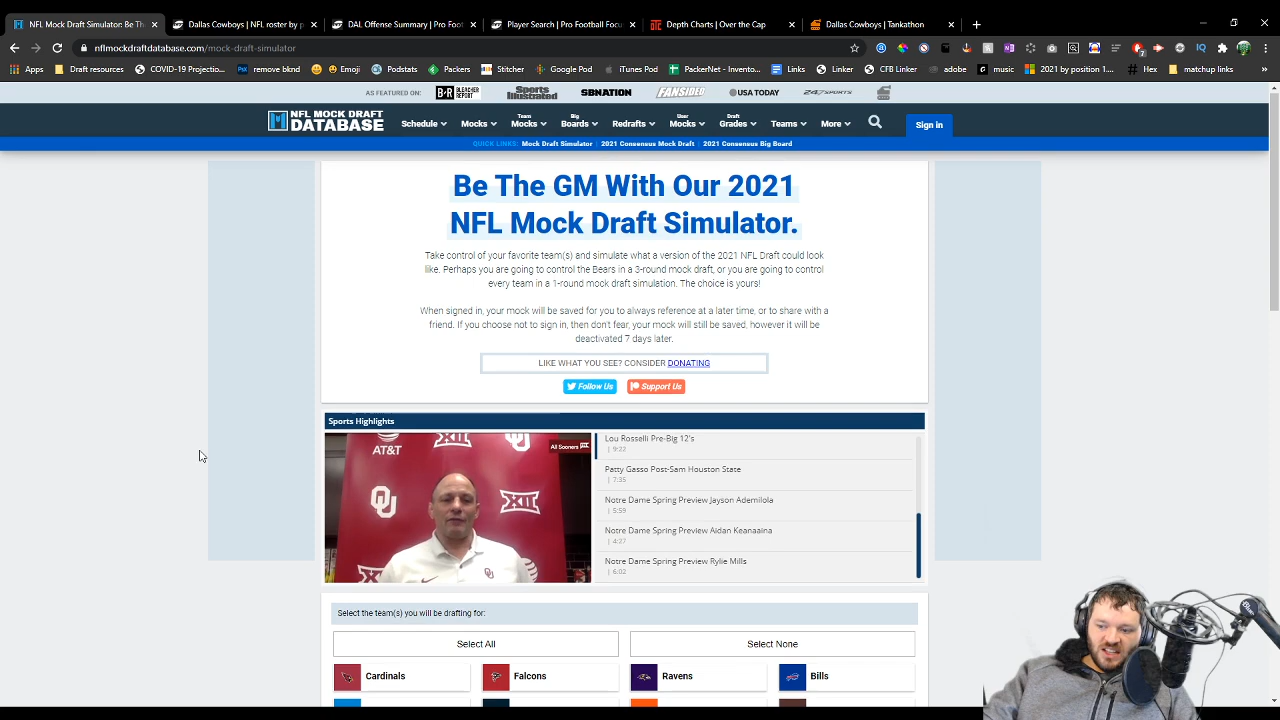 NFL Mock Draft Simulator: Be Th
Dallas Cowboys | NFL roster by p
DAL Offense Summary | Pro Foot
Player Search | Pro Football Focu
Draft Charts | Over the Cap
Dallas Cowboys | Tankathon
nflmockdraftdatabase.com/mock-draft-simulator
Apps Draft resources COVID-19 Projectio... remove blind Emoji Podstats Packers Stitcher Google Pod iTunes Pod PackerNet - Invento... Links Linker CFB Linker adobe music 2021 by position 1... Hex matchup links
AS FEATURED ON: B/R BLEACHER REPORT Sports Illustrated SBNATION FANSIDED USA TODAY 247SPORTS
NFL MOCK DRAFT DATABASE
Schedule Mocks Team Mocks Big Boards Redrafts User Mocks Draft Grades Teams More Sign in
QUICK LINKS: Mock Draft Simulator | 2021 Consensus Mock Draft | 2021 Consensus Big Board
Be The GM With Our 2021
NFL Mock Draft Simulator.
Take control of your favorite team(s) and simulate what a version of the 2021 NFL Draft could look
like. Perhaps you are going to control the Bears in a 3-round mock draft, or you are going to control
every team in a 1-round mock draft simulation. The choice is yours!
When signed in, your mock will be saved for you to always reference at a later time, or to share with a
friend. If you choose not to sign in, then don't fear, your mock will still be saved, however it will be
deactivated 7 days later.
LIKE WHAT YOU SEE? CONSIDER DONATING
Follow Us Support Us
Sports Highlights
AT&T
XII
OU
All Sooners
Lou Rosselli Pre-Big 12's
| 9:22
Patty Gasso Post-Sam Houston State
| 7:35
Notre Dame Spring Preview Jayson Ademilola
| 5:59
Notre Dame Spring Preview Aidan Keanaaina
| 4:27
Notre Dame Spring Preview Rylie Mills
| 6:02
Select the team(s) you will be drafting for:
Select All Select None
Cardinals Falcons Ravens Bills